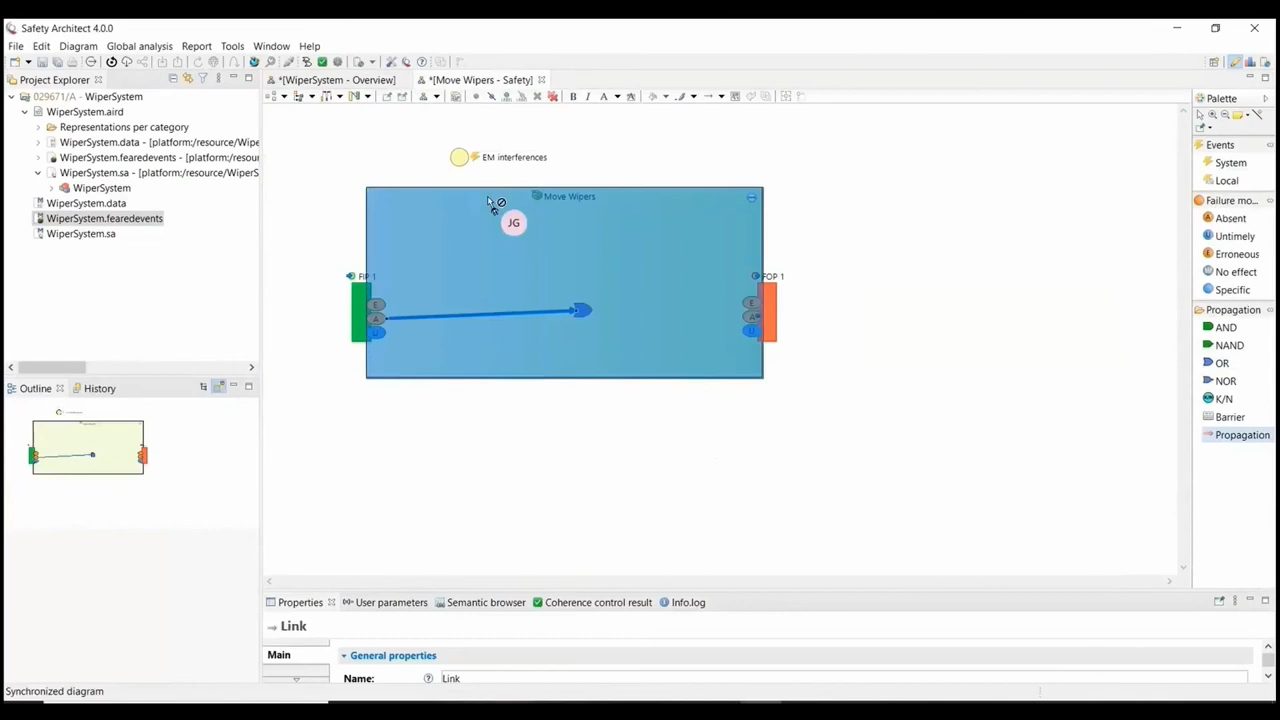 Safety Architect 4.0.0
File Edit Diagram Global analysis Report Tools Window Help
Project Explorer
*[WiperSystem - Overview]
*[Move Wipers - Safety]
029671/A - WiperSystem
WiperSystem.aird
Representations per category
WiperSystem.data - [platform:/resource/Wipe
WiperSystem.fearedevents - [platform:/resou
WiperSystem.sa - [platform:/resource/WiperS
WiperSystem
WiperSystem.data
WiperSystem.fearedevents
WiperSystem.sa
Outline
History
B I A
EM interferences
Move Wipers
JG
FIP 1
E
A
U
FOP 1
E
A
U
Palette
Events
System
Local
Failure mo...
Absent
Untimely
Erroneous
No effect
Specific
Propagation
AND
NAND
OR
NOR
K/N
Barrier
Propagation
Properties
User parameters
Semantic browser
Coherence control result
Info.log
Link
Main
General properties
Name: Link
Synchronized diagram